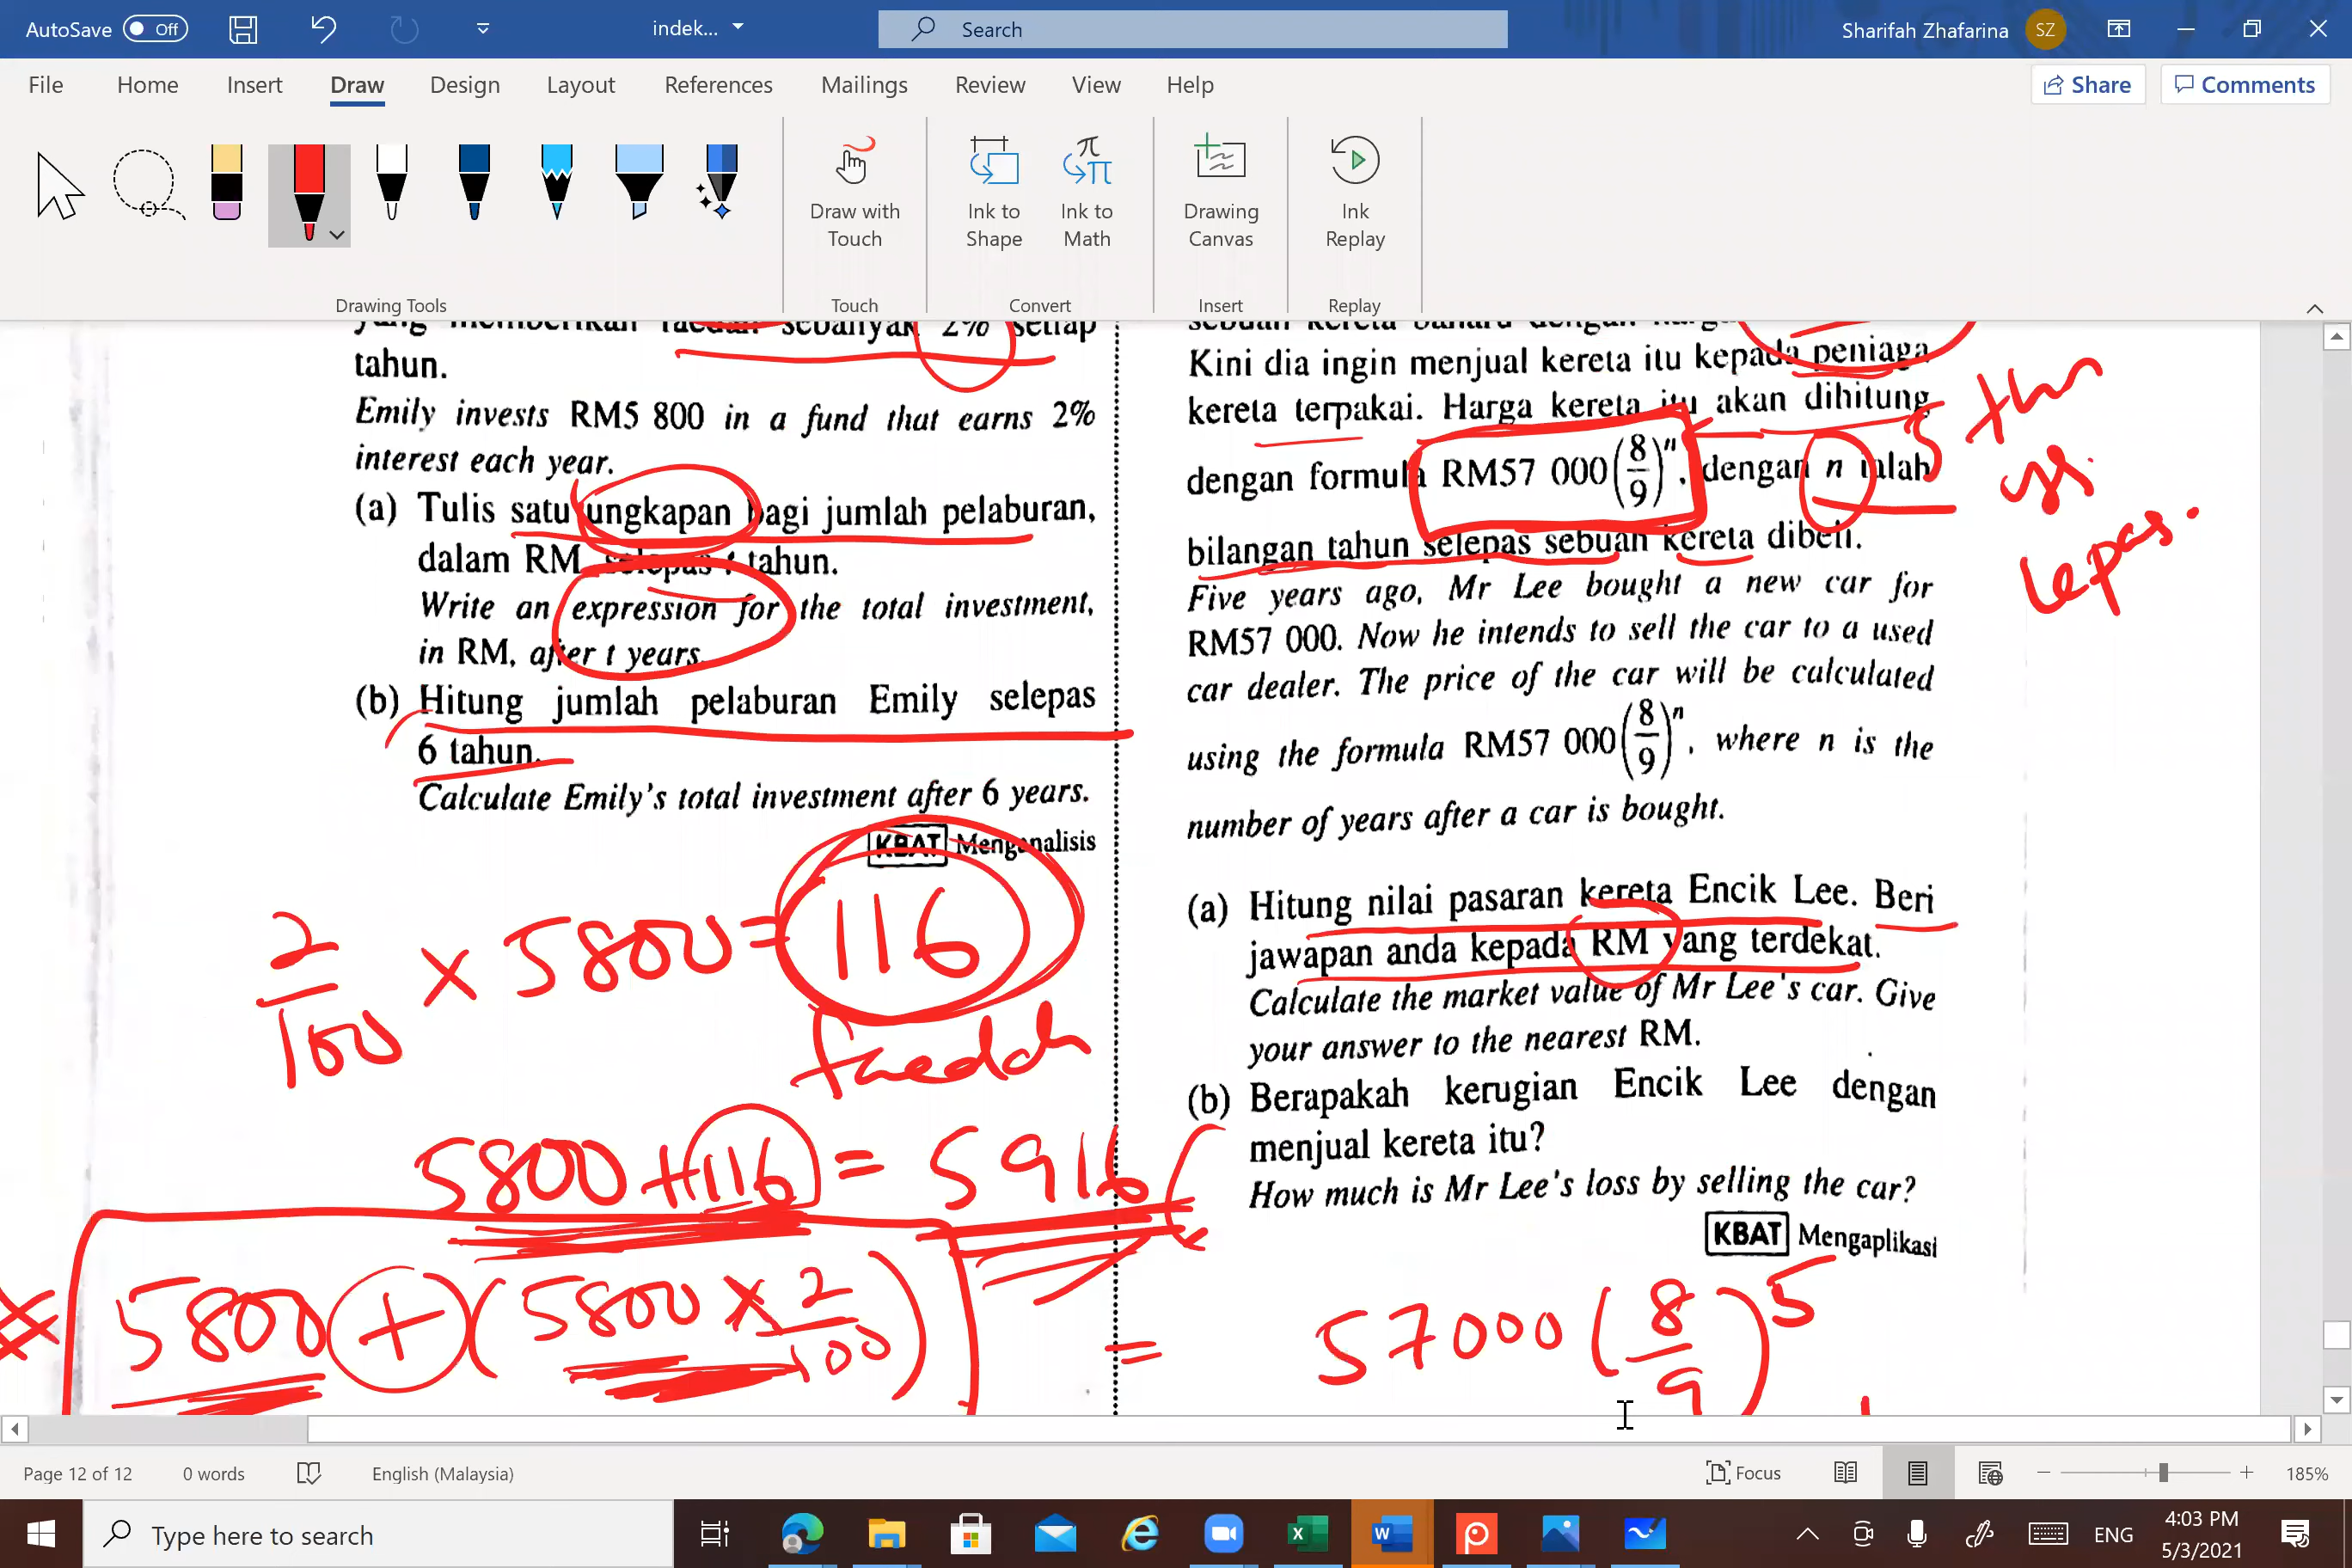 AutoSave Off indek... Search Sharifah Zhafarina SZ
File Home Insert Draw Design Layout References Mailings Review View Help Share Comments
Draw with Touch
Ink to Shape
Ink to Math
Drawing Canvas
Ink Replay
Drawing Tools Touch Convert Insert Replay
yang memberikan faedah sebanyak 2% setiap
tahun.
Emily invests RM5 800 in a fund that earns 2%
interest each year.
(a) Tulis satu ungkapan bagi jumlah pelaburan,
dalam RM, selepas t tahun.
Write an expression for the total investment,
in RM, after t years.
(b) Hitung jumlah pelaburan Emily selepas
6 tahun.
Calculate Emily's total investment after 6 years.
KBAT Menganalisis
2/100 × 5800 = 116
faedah
5800 + 116 = 5916
5800 + (5800 × 2/100) =
sebuah kereta baharu dengan
Kini dia ingin menjual kereta itu kepada peniaga
kereta terpakai. Harga kereta itu akan dihitung
dengan formula RM57 000(8/9)ⁿ, dengan n ialah
bilangan tahun selepas sebuah kereta dibeli.
5 thn
yg
lepas.
Five years ago, Mr Lee bought a new car for
RM57 000. Now he intends to sell the car to a used
car dealer. The price of the car will be calculated
using the formula RM57 000(8/9)ⁿ, where n is the
number of years after a car is bought.
(a) Hitung nilai pasaran kereta Encik Lee. Beri
jawapan anda kepada RM yang terdekat.
Calculate the market value of Mr Lee's car. Give
your answer to the nearest RM.
(b) Berapakah kerugian Encik Lee dengan
menjual kereta itu?
How much is Mr Lee's loss by selling the car?
KBAT Mengaplikasi
57000 (8/9)⁵
Page 12 of 12 0 words English (Malaysia) Focus 185%
Type here to search ENG 4:03 PM
5/3/2021